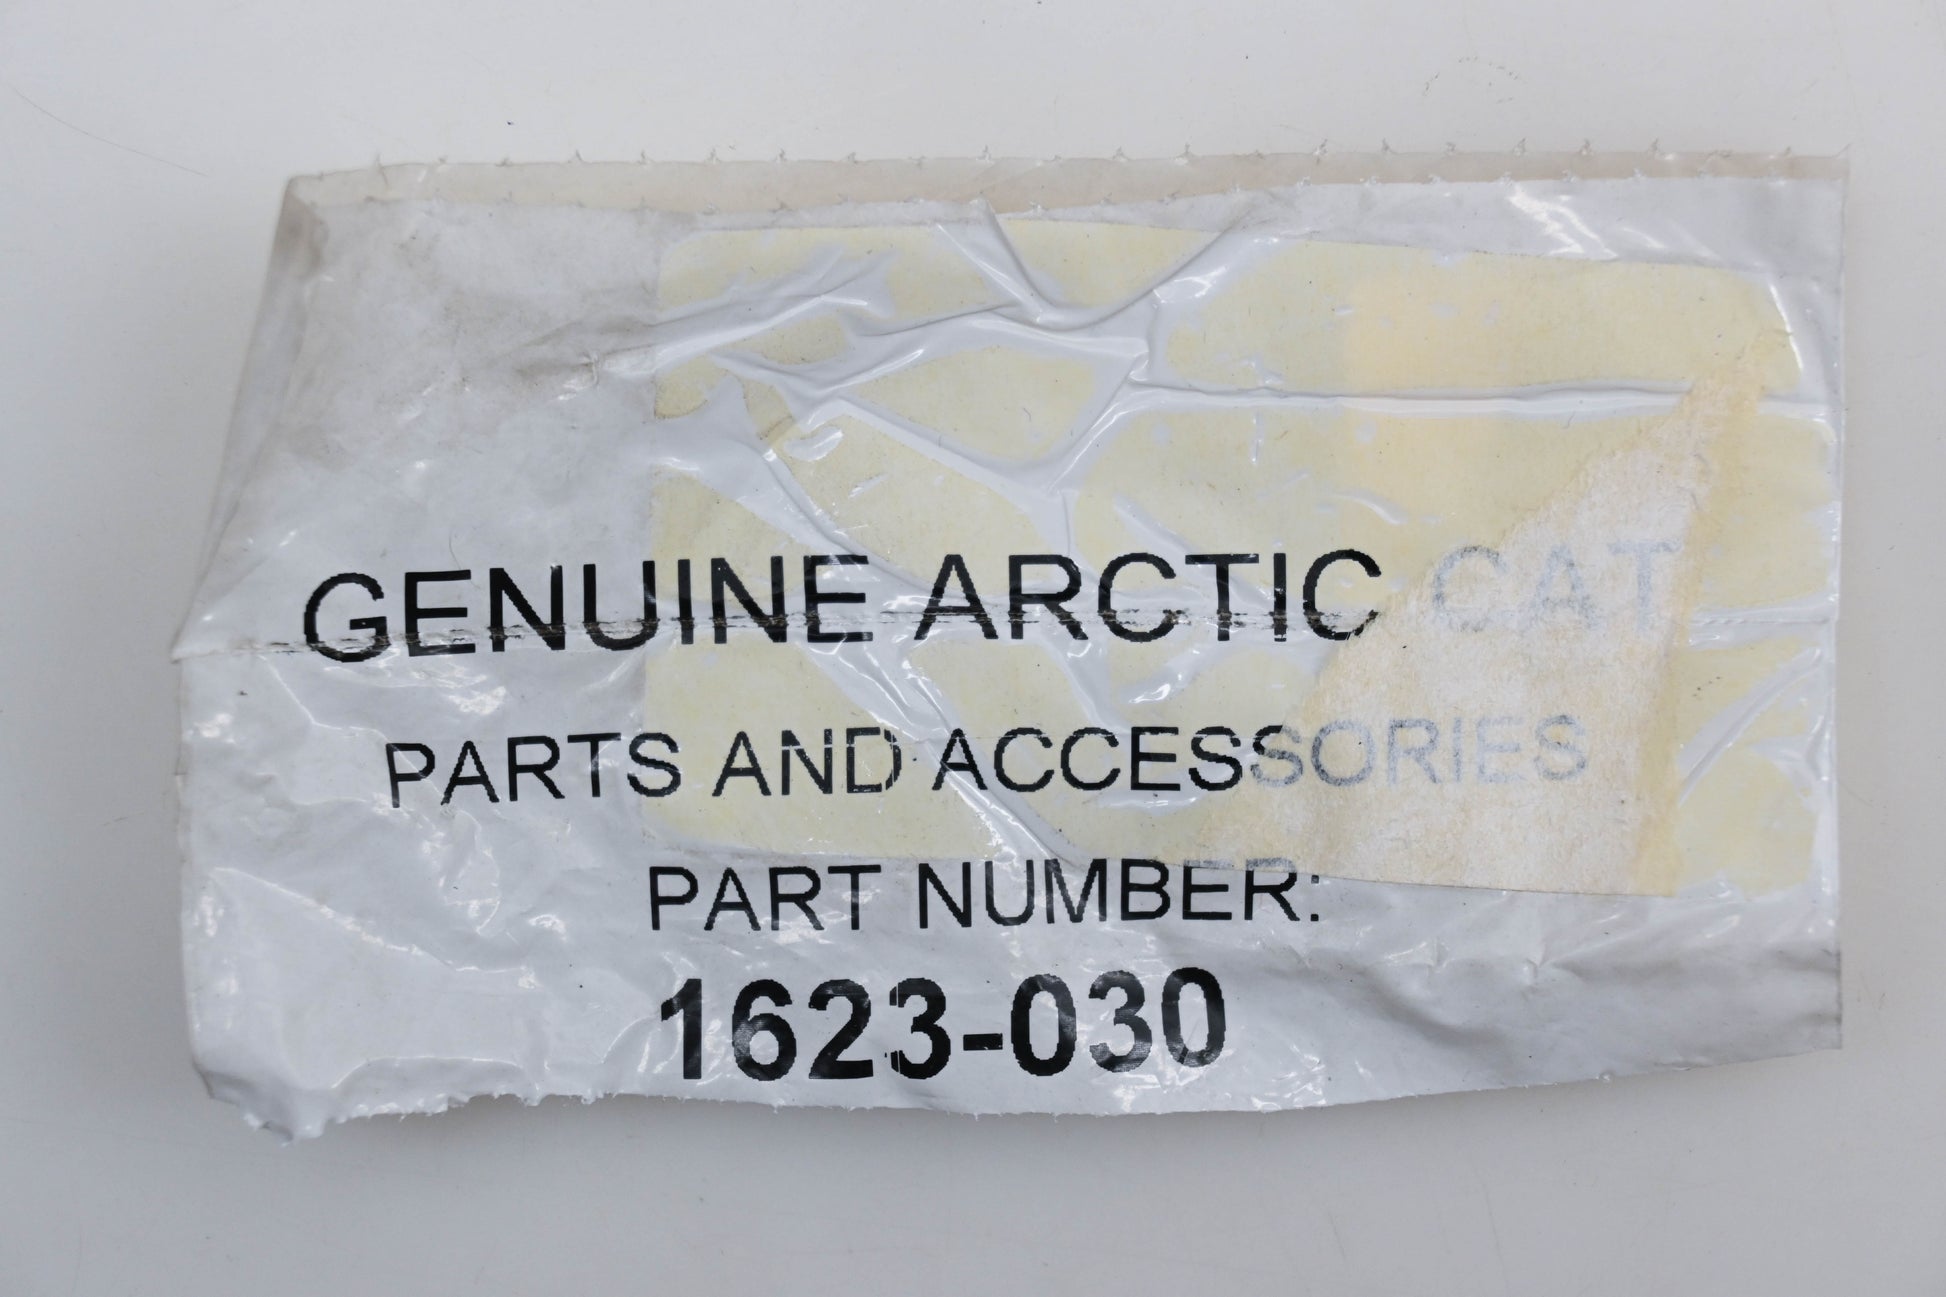 GENUINE ARCTIC CAT
PARTS AND ACCESSORIES
PART NUMBER:
1623-030